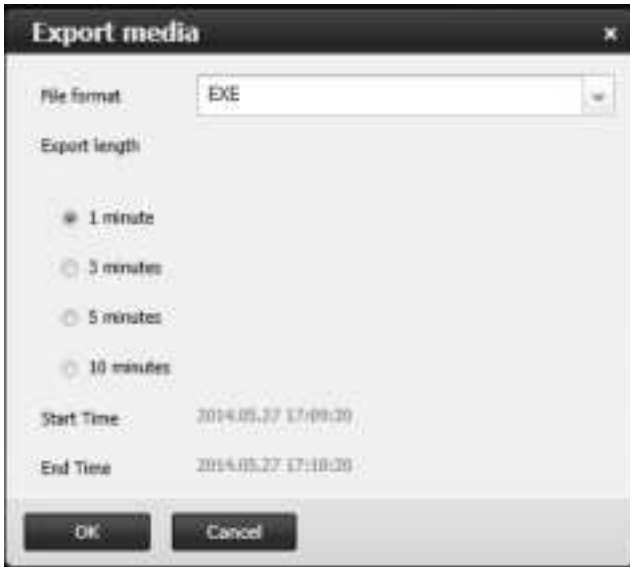 Export media
File format EXE
Export length
1 minute
3 minutes
5 minutes
10 minutes
Start Time 2014.05.27 17:09:20
End Time 2014.05.27 17:10:20
OK Cancel